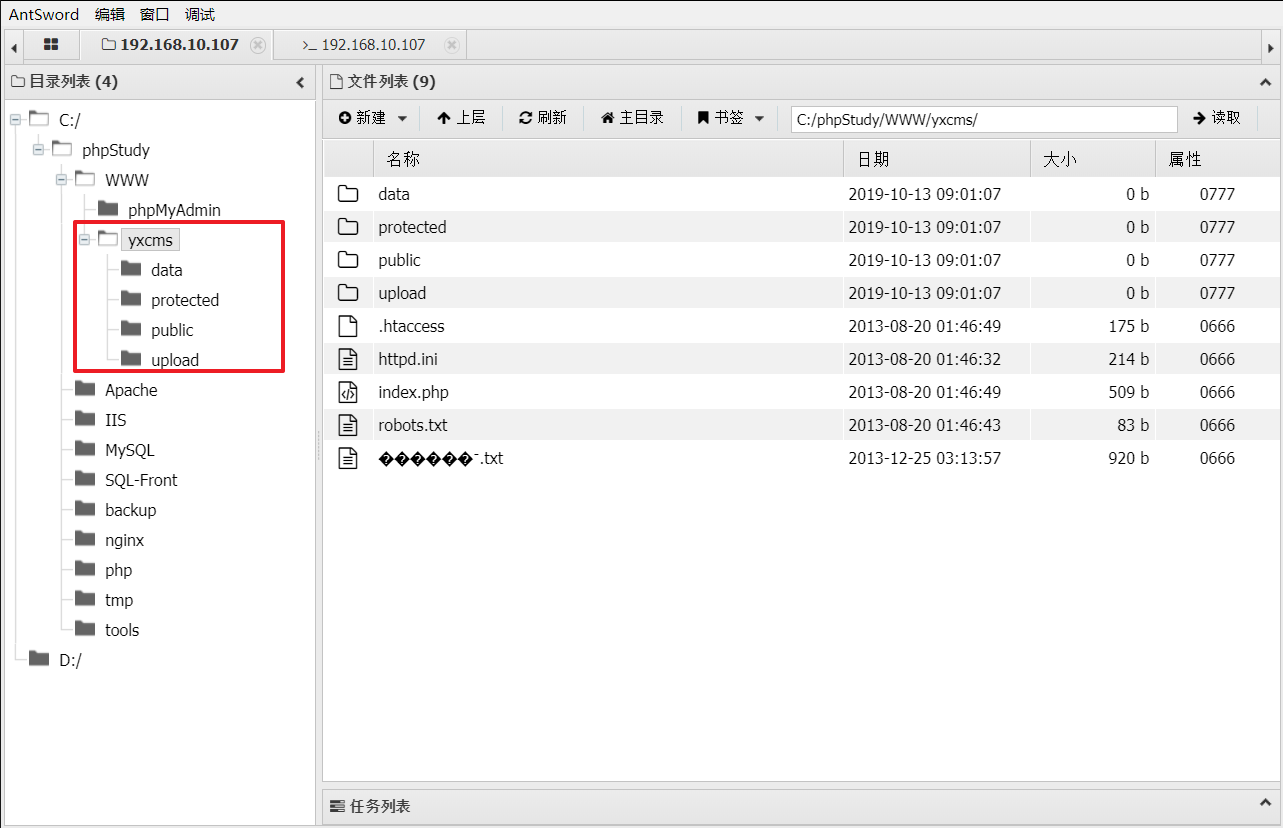 AntSword 编辑 窗口 调试
192.168.10.107 >_ 192.168.10.107
目录列表 (4)
C:/
phpStudy
WWW
phpMyAdmin
yxcms
data
protected
public
upload
Apache
IIS
MySQL
SQL-Front
backup
nginx
php
tmp
tools
D:/
文件列表 (9)
新建 上层 刷新 主目录 书签 C:/phpStudy/WWW/yxcms/ 读取
名称 日期 大小 属性
data 2019-10-13 09:01:07 0 b 0777
protected 2019-10-13 09:01:07 0 b 0777
public 2019-10-13 09:01:07 0 b 0777
upload 2019-10-13 09:01:07 0 b 0777
.htaccess 2013-08-20 01:46:49 175 b 0666
httpd.ini 2013-08-20 01:46:32 214 b 0666
index.php 2013-08-20 01:46:49 509 b 0666
robots.txt 2013-08-20 01:46:43 83 b 0666
������ˉ.txt 2013-12-25 03:13:57 920 b 0666
任务列表